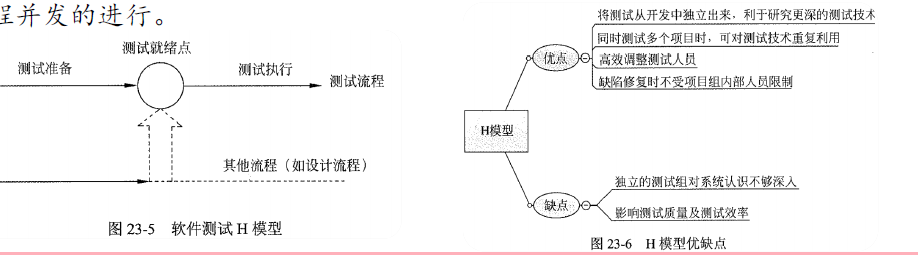 程并发的进行。
测试就绪点
测试准备
测试执行
测试流程
其他流程（如设计流程）
图 23-5 软件测试 H 模型
将测试从开发中独立出来，利于研究更深的测试技术
同时测试多个项目时，可对测试技术重复利用
优点
高效调整测试人员
缺陷修复时不受项目组内部人员限制
H模型
独立的测试组对系统认识不够深入
缺点
影响测试质量及测试效率
图 23-6 H 模型优缺点